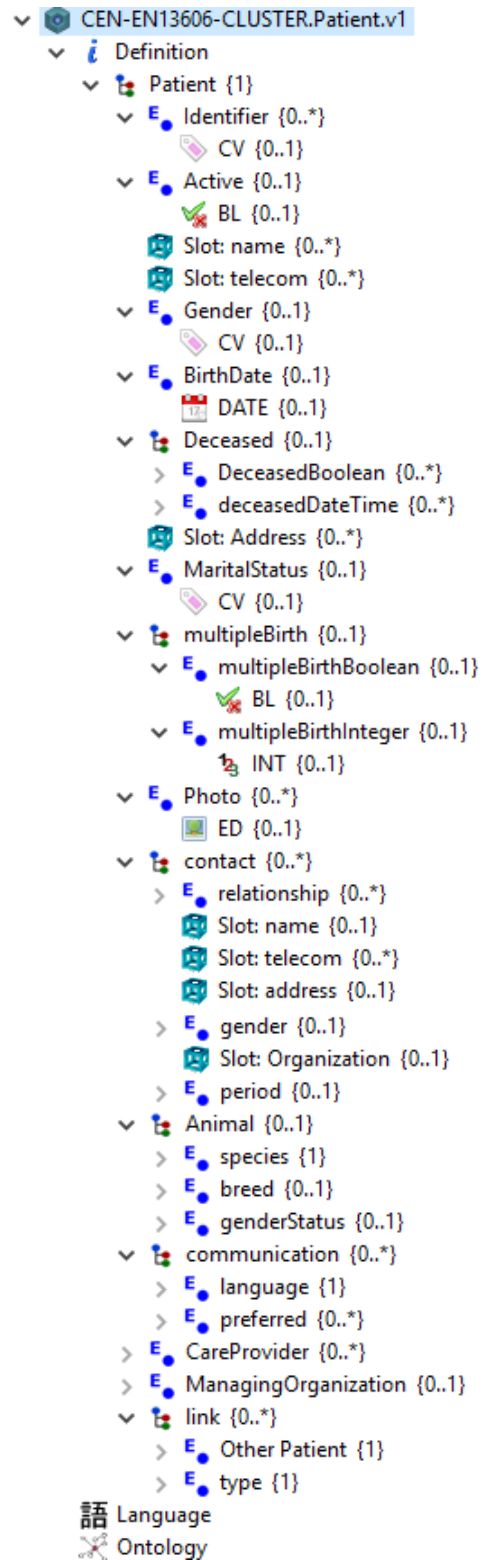 CEN-EN13606-CLUSTER.Patient.v1
Definition
Patient {1}
Identifier {0..*}
CV {0..1}
Active {0..1}
BL {0..1}
Slot: name {0..*}
Slot: telecom {0..*}
Gender {0..1}
CV {0..1}
BirthDate {0..1}
DATE {0..1}
Deceased {0..1}
DeceasedBoolean {0..*}
deceasedDateTime {0..*}
Slot: Address {0..*}
MaritalStatus {0..1}
CV {0..1}
multipleBirth {0..1}
multipleBirthBoolean {0..1}
BL {0..1}
multipleBirthInteger {0..1}
INT {0..1}
Photo {0..*}
ED {0..1}
contact {0..*}
relationship {0..*}
Slot: name {0..1}
Slot: telecom {0..*}
Slot: address {0..1}
gender {0..1}
Slot: Organization {0..1}
period {0..1}
Animal {0..1}
species {1}
breed {0..1}
genderStatus {0..1}
communication {0..*}
language {1}
preferred {0..*}
CareProvider {0..*}
ManagingOrganization {0..1}
link {0..*}
Other Patient {1}
type {1}
語 Language
Ontology